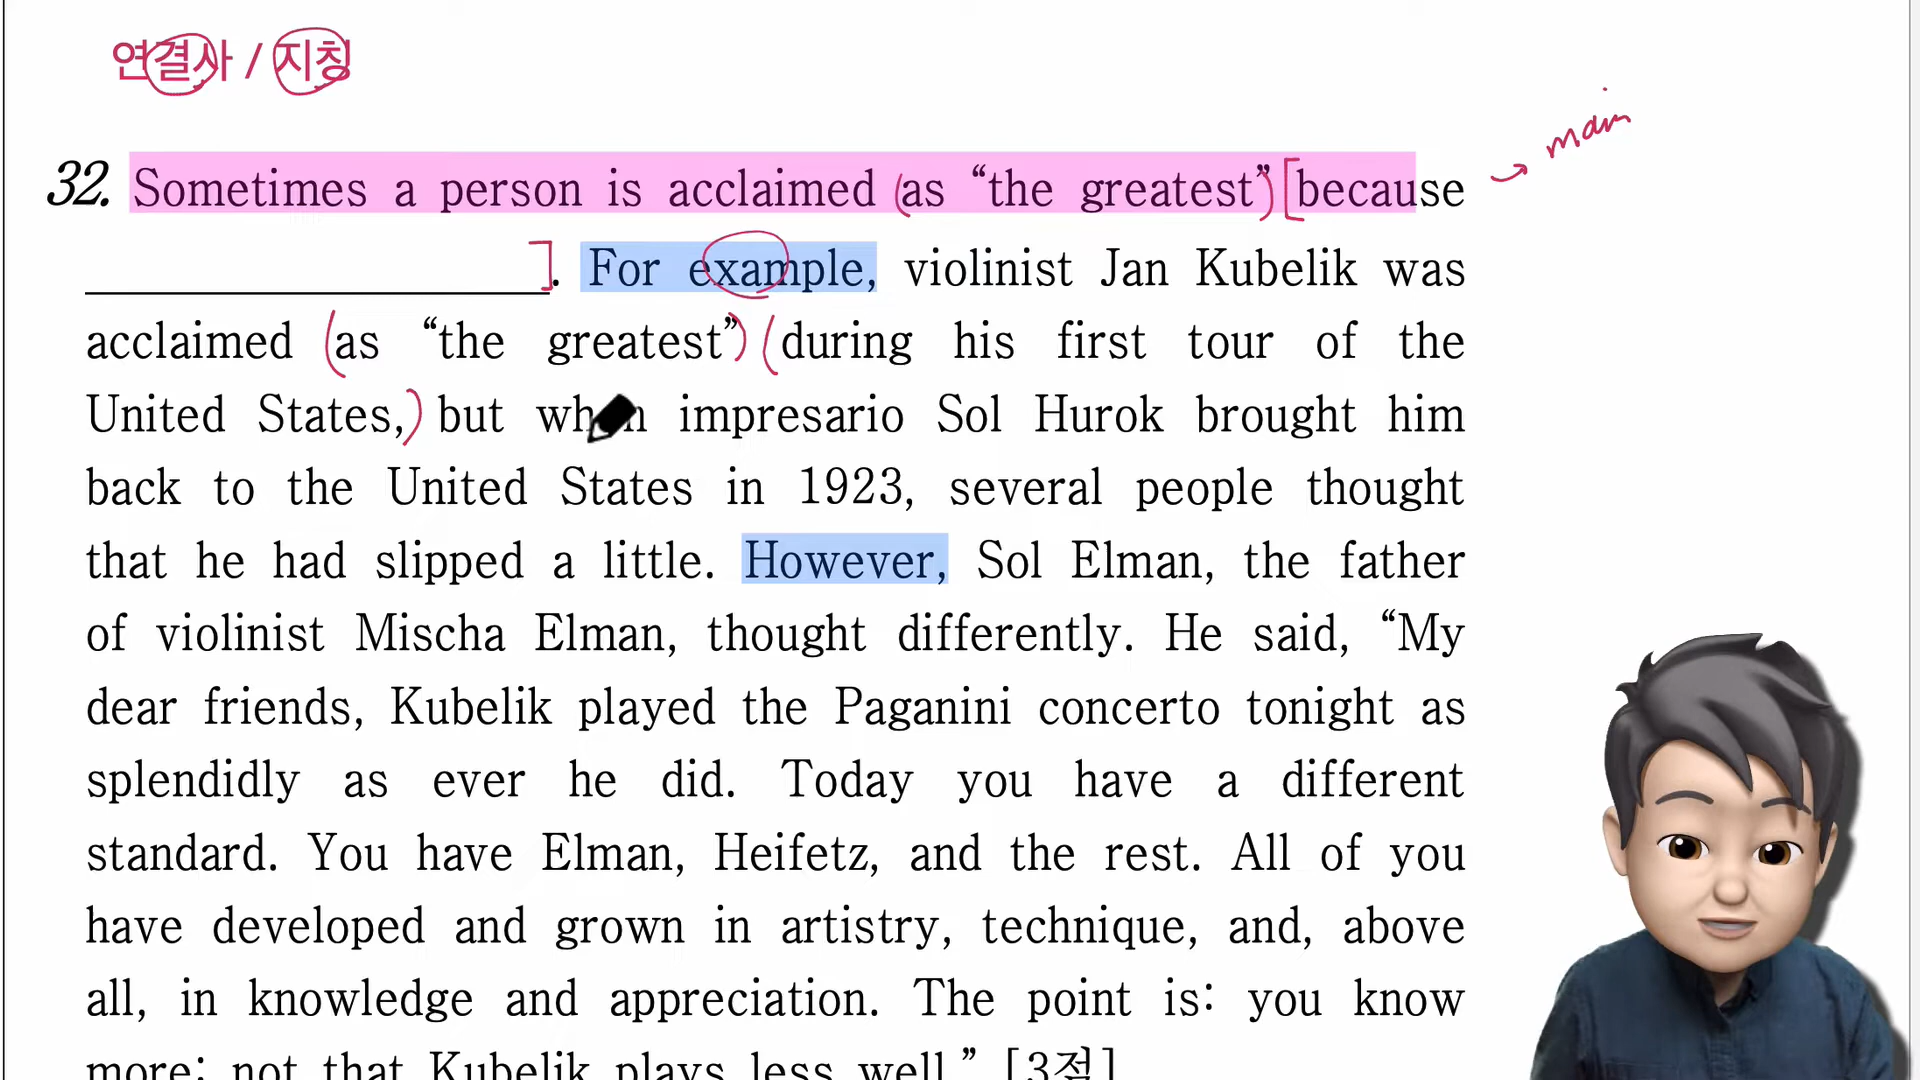 연결사 / 지칭
main
32. Sometimes a person is acclaimed (as “the greatest”) [because
__________________]. For example, violinist Jan Kubelik was
acclaimed (as “the greatest”) (during his first tour of the
United States,) but when impresario Sol Hurok brought him
back to the United States in 1923, several people thought
that he had slipped a little. However, Sol Elman, the father
of violinist Mischa Elman, thought differently. He said, “My
dear friends, Kubelik played the Paganini concerto tonight as
splendidly as ever he did. Today you have a different
standard. You have Elman, Heifetz, and the rest. All of you
have developed and grown in artistry, technique, and, above
all, in knowledge and appreciation. The point is: you know
more; not that Kubelik plays less well.” [3점]